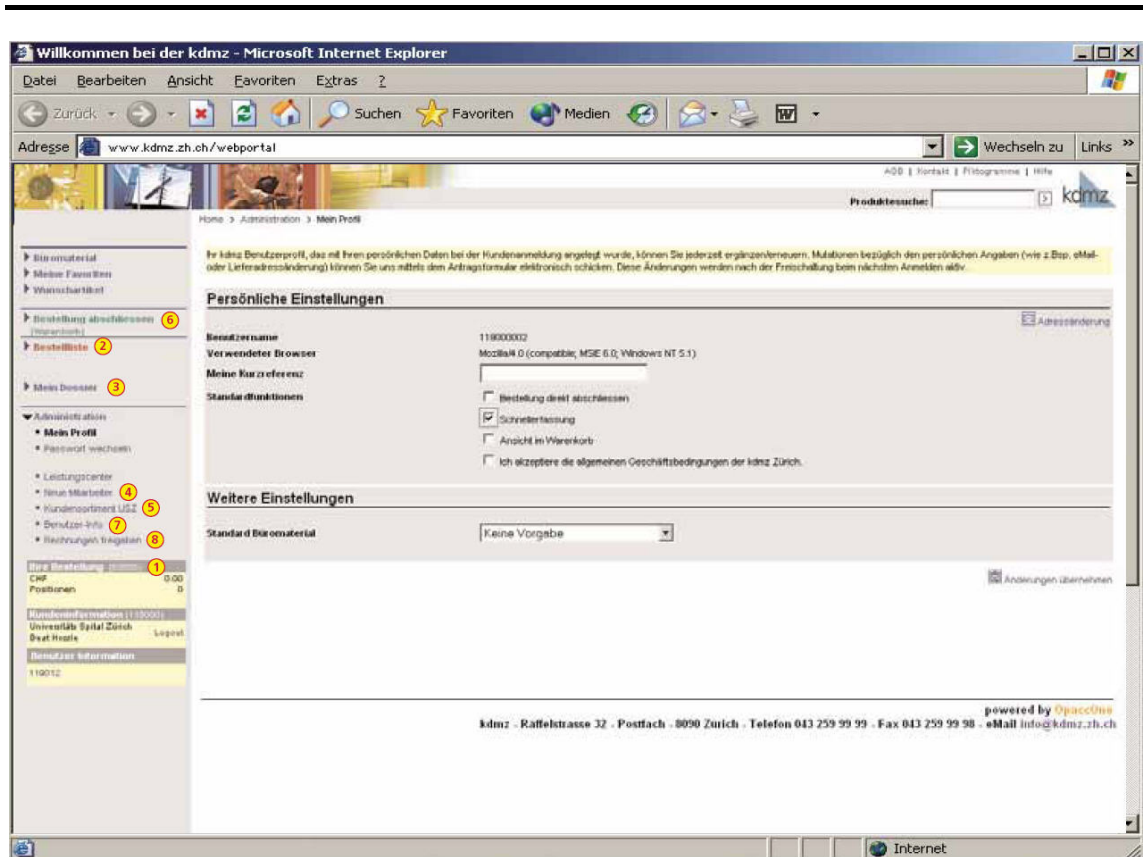 Willkommen bei der kdmz - Microsoft Internet Explorer
Datei Bearbeiten Ansicht Favoriten Extras ?
Zurück Suchen Favoriten Medien
Adresse www.kdmz.zh.ch/webportal Wechseln zu Links »
AGB | Kontakt | Piktogramme | Hilfe
Produktesuche: kdmz
Home > Administration > Mein Profil
Ihr kdmz Benutzerprofil, das mit Ihren persönlichen Daten bei der Kundenanmeldung angelegt wurde, können Sie jederzeit ergänzen/erneuern. Mutationen bezüglich den persönlichen Angaben (wie z.Bsp. eMail-
oder Lieferadressänderung) können Sie uns mittels dem Antragsformular elektronisch schicken. Diese Änderungen werden nach der Freischaltung beim nächsten Anmelden aktiv.
Büromaterial
Meine Favoriten
Wunschartikel
Bestellung abschliessen 6
(Warenkorb)
Bestelliste 2
Mein Dossier 3
Administration
Mein Profil
Passwort wechseln
Leistungscenter
Neue Mitarbeiter 4
Kundensortiment USZ 5
Benutzer-Info 7
Rechnungen freigeben 8
Ihre Bestellung 1
CHF 0.00
Positionen 0
Kundeninformation (119000)
Universitäts Spital Zürich
Logout
Beat
Benutzer Information
119012
Persönliche Einstellungen
Adressänderung
Benutzername 119000002
Verwendeter Browser Mozilla/4.0 (compatible; MSIE 6.0; Windows NT 5.1)
Meine Kurzreferenz
Standardfunktionen Bestellung direkt abschliessen
Schnellerfassung
Ansicht im Warenkorb
Ich akzeptiere die allgemeinen Geschäftsbedingungen der kdmz Zürich.
Weitere Einstellungen
Standard Büromaterial Keine Vorgabe
Änderungen übernehmen
powered by OpaccOne
kdmz - Räffelstrasse 32 - Postfach - 8090 Zürich - Telefon 043 259 99 99 - Fax 043 259 99 98 - eMail info@kdmz.zh.ch
Internet